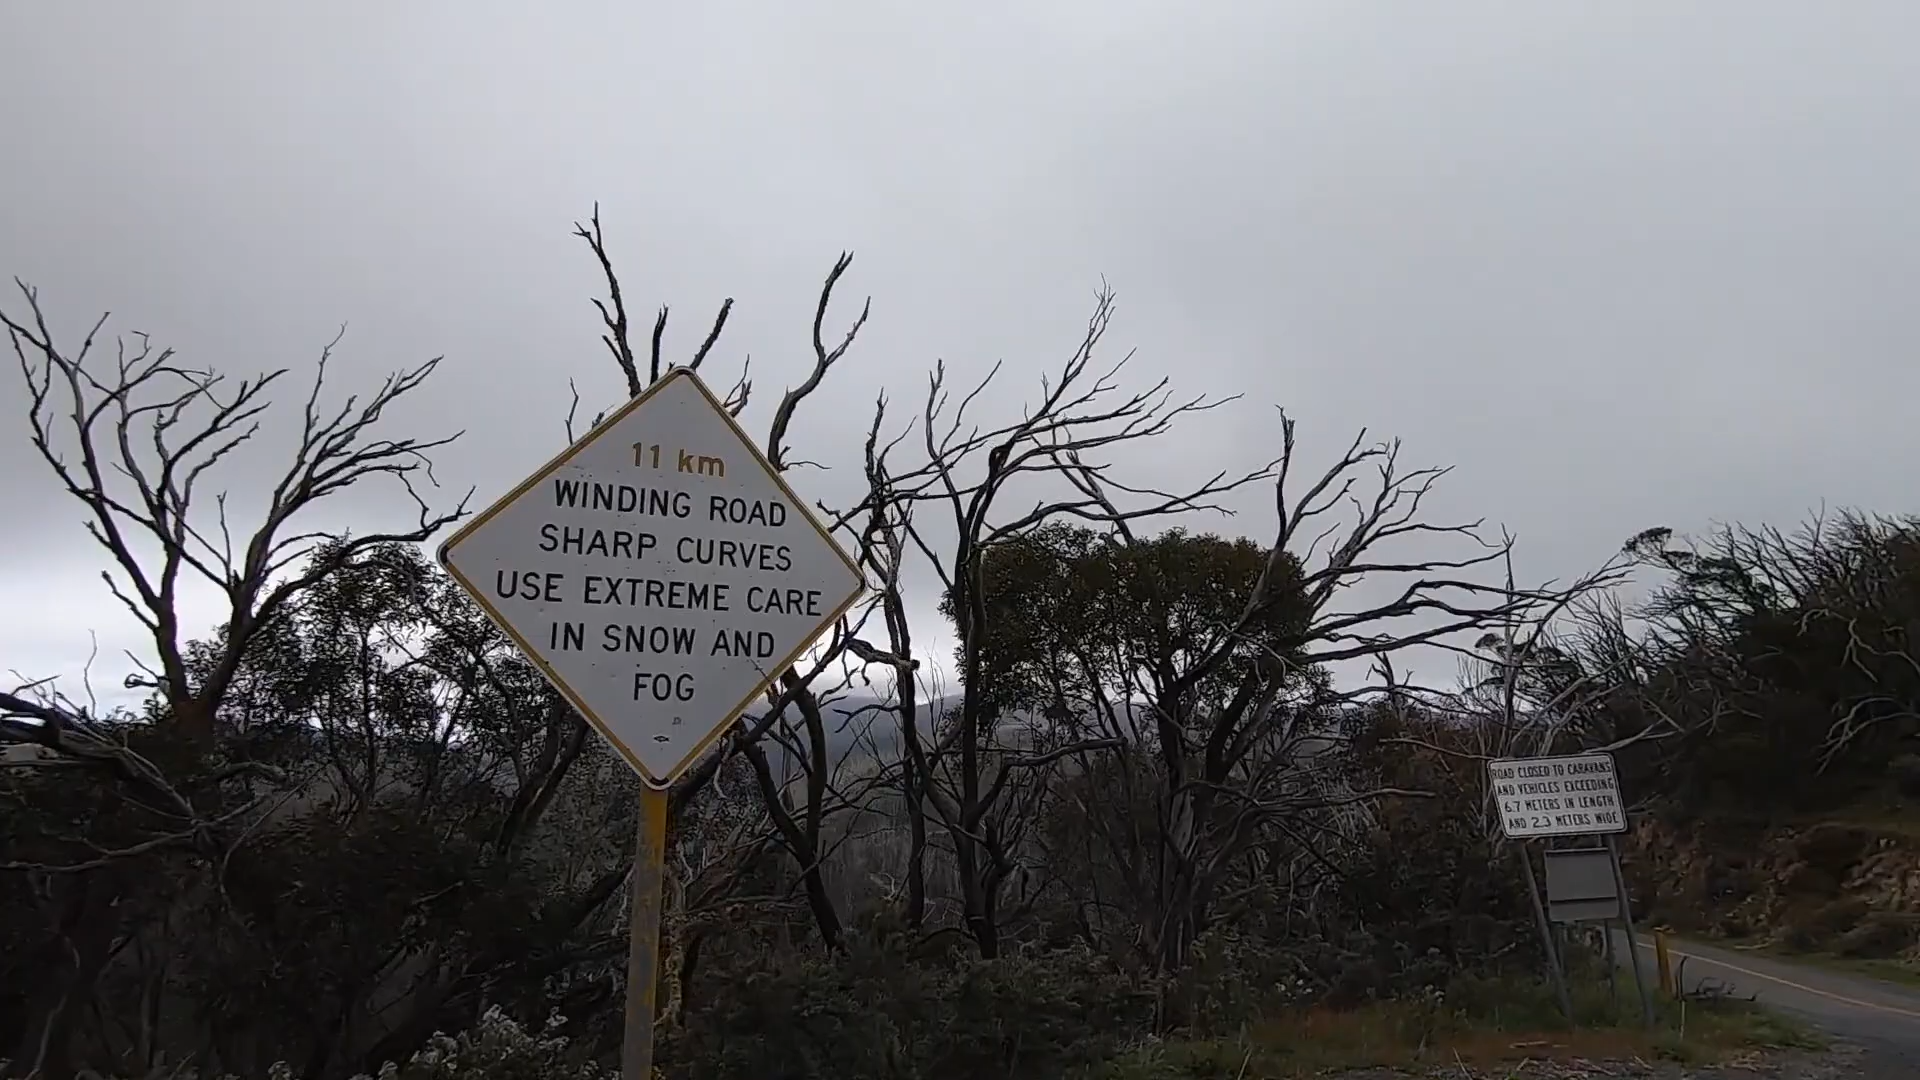 11 km
WINDING ROAD
SHARP CURVES
USE EXTREME CARE
IN SNOW AND
FOG
ROAD CLOSED TO CARAVANS
AND VEHICLES EXCEEDING
6.7 METERS IN LENGTH
AND 2.3 METERS WIDE